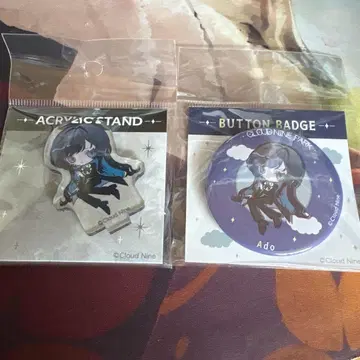 ACRYLIC STAND
©Cloud Nine
BUTTON BADGE
CLOUD NINE PARK
Ado
©Cloud Nine